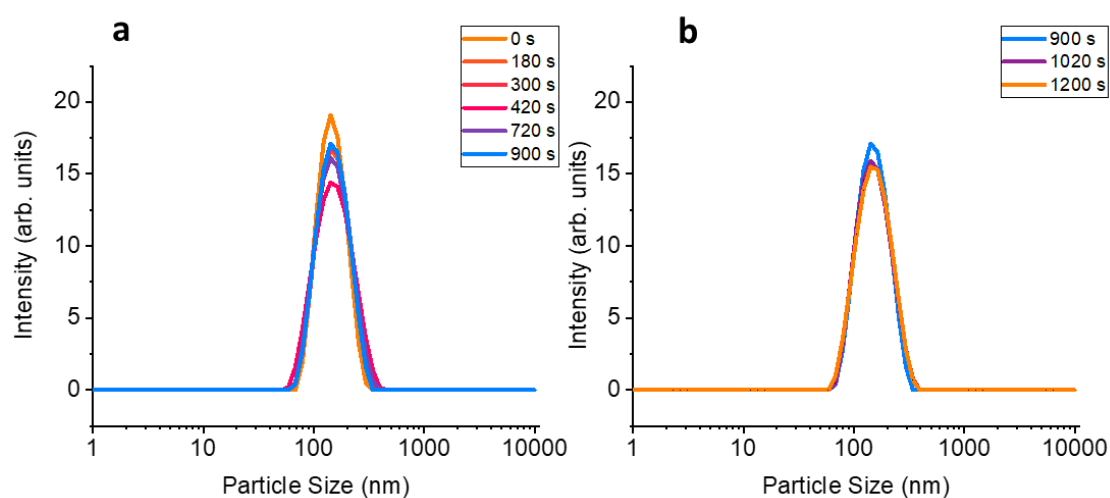 a
0 s
180 s
300 s
420 s
720 s
900 s
20
15
10
5
0
Intensity (arb. units)
1 10 100 1000 10000
Particle Size (nm)
b
900 s
1020 s
1200 s
20
15
10
5
0
Intensity (arb. units)
1 10 100 1000 10000
Particle Size (nm)